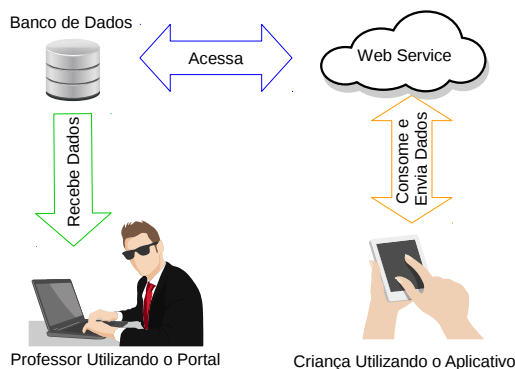 Banco de Dados
Acessa
Web Service
Recebe Dados
Consome e
Envia Dados
Professor Utilizando o Portal
Criança Utilizando o Aplicativo